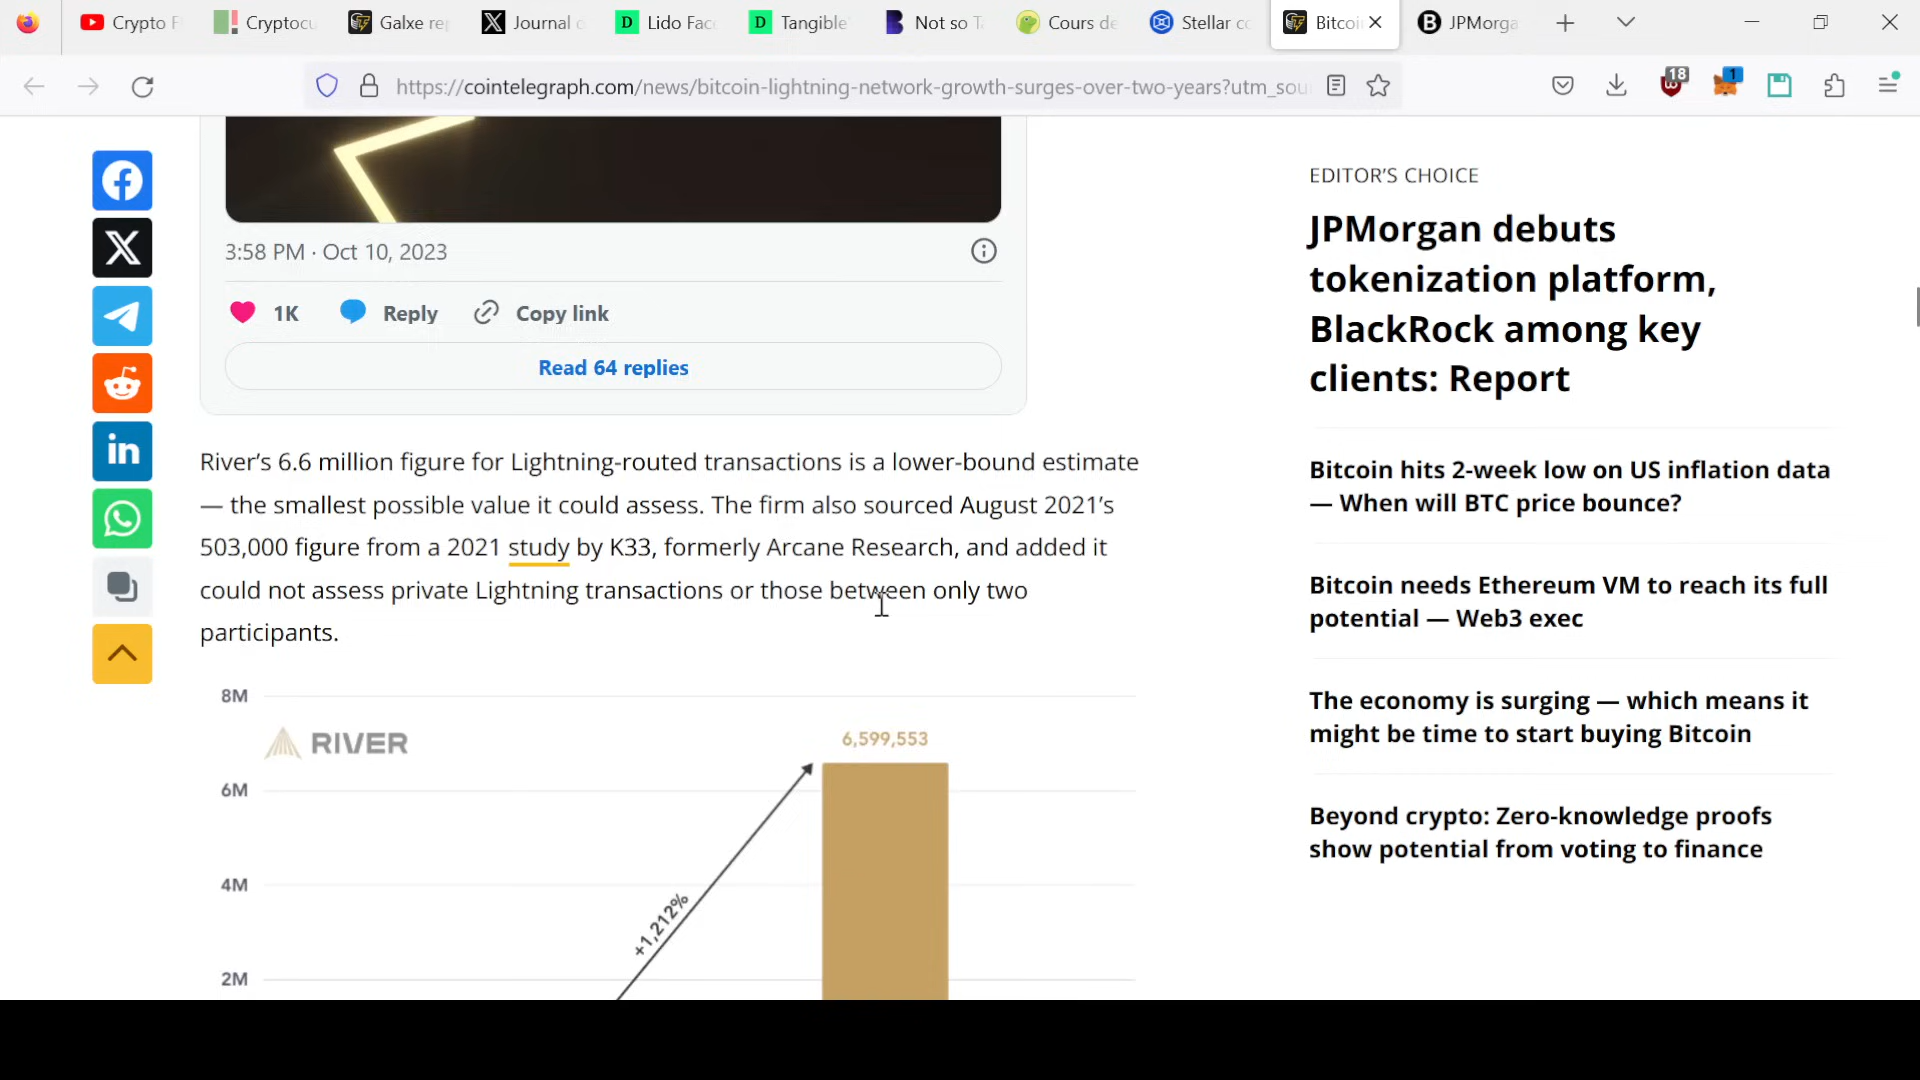 Crypto F
Cryptocu
Galxe rep
Journal o
Lido Fac
Tangible'
Not so T
Cours de
Stellar co
Bitcoi
JPMorga
https://cointelegraph.com/news/bitcoin-lightning-network-growth-surges-over-two-years?utm_sou
18
1
3:58 PM · Oct 10, 2023
1K Reply Copy link
Read 64 replies
River's 6.6 million figure for Lightning-routed transactions is a lower-bound estimate
— the smallest possible value it could assess. The firm also sourced August 2021's
503,000 figure from a 2021 study by K33, formerly Arcane Research, and added it
could not assess private Lightning transactions or those between only two
participants.
8M
RIVER
6,599,553
6M
4M
+1,212%
2M
EDITOR'S CHOICE
JPMorgan debuts
tokenization platform,
BlackRock among key
clients: Report
Bitcoin hits 2-week low on US inflation data
— When will BTC price bounce?
Bitcoin needs Ethereum VM to reach its full
potential — Web3 exec
The economy is surging — which means it
might be time to start buying Bitcoin
Beyond crypto: Zero-knowledge proofs
show potential from voting to finance